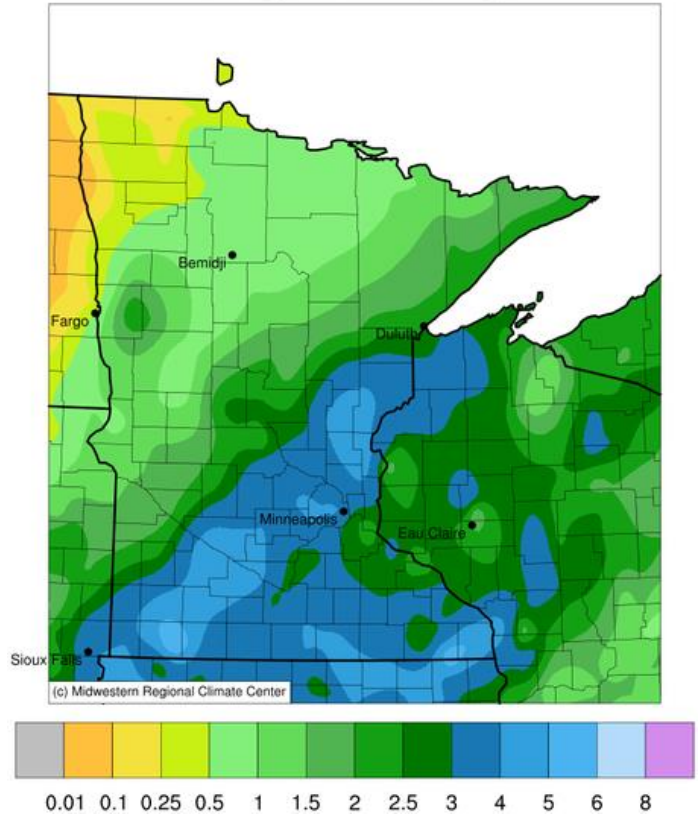 Bemidji
Fargo
Duluth
Minneapolis
Eau Claire
Sioux Falls
(c) Midwestern Regional Climate Center
0.01 0.1 0.25 0.5 1 1.5 2 2.5 3 4 5 6 8